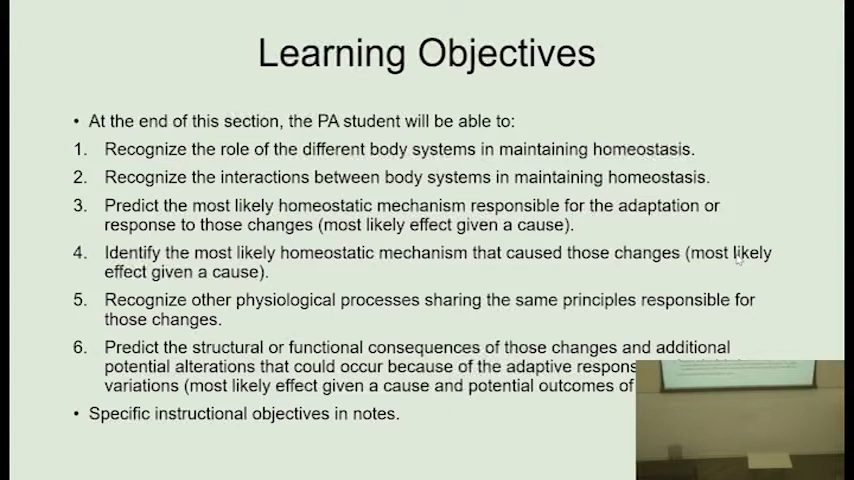 Learning Objectives
• At the end of this section, the PA student will be able to:
1. Recognize the role of the different body systems in maintaining homeostasis.
2. Recognize the interactions between body systems in maintaining homeostasis.
3. Predict the most likely homeostatic mechanism responsible for the adaptation or
response to those changes (most likely effect given a cause).
4. Identify the most likely homeostatic mechanism that caused those changes (most likely
effect given a cause).
5. Recognize other physiological processes sharing the same principles responsible for
those changes.
6. Predict the structural or functional consequences of those changes and additional
potential alterations that could occur because of the adaptive
variations (most likely effect given a cause and potential outcomes of
• Specific instructional objectives in notes.